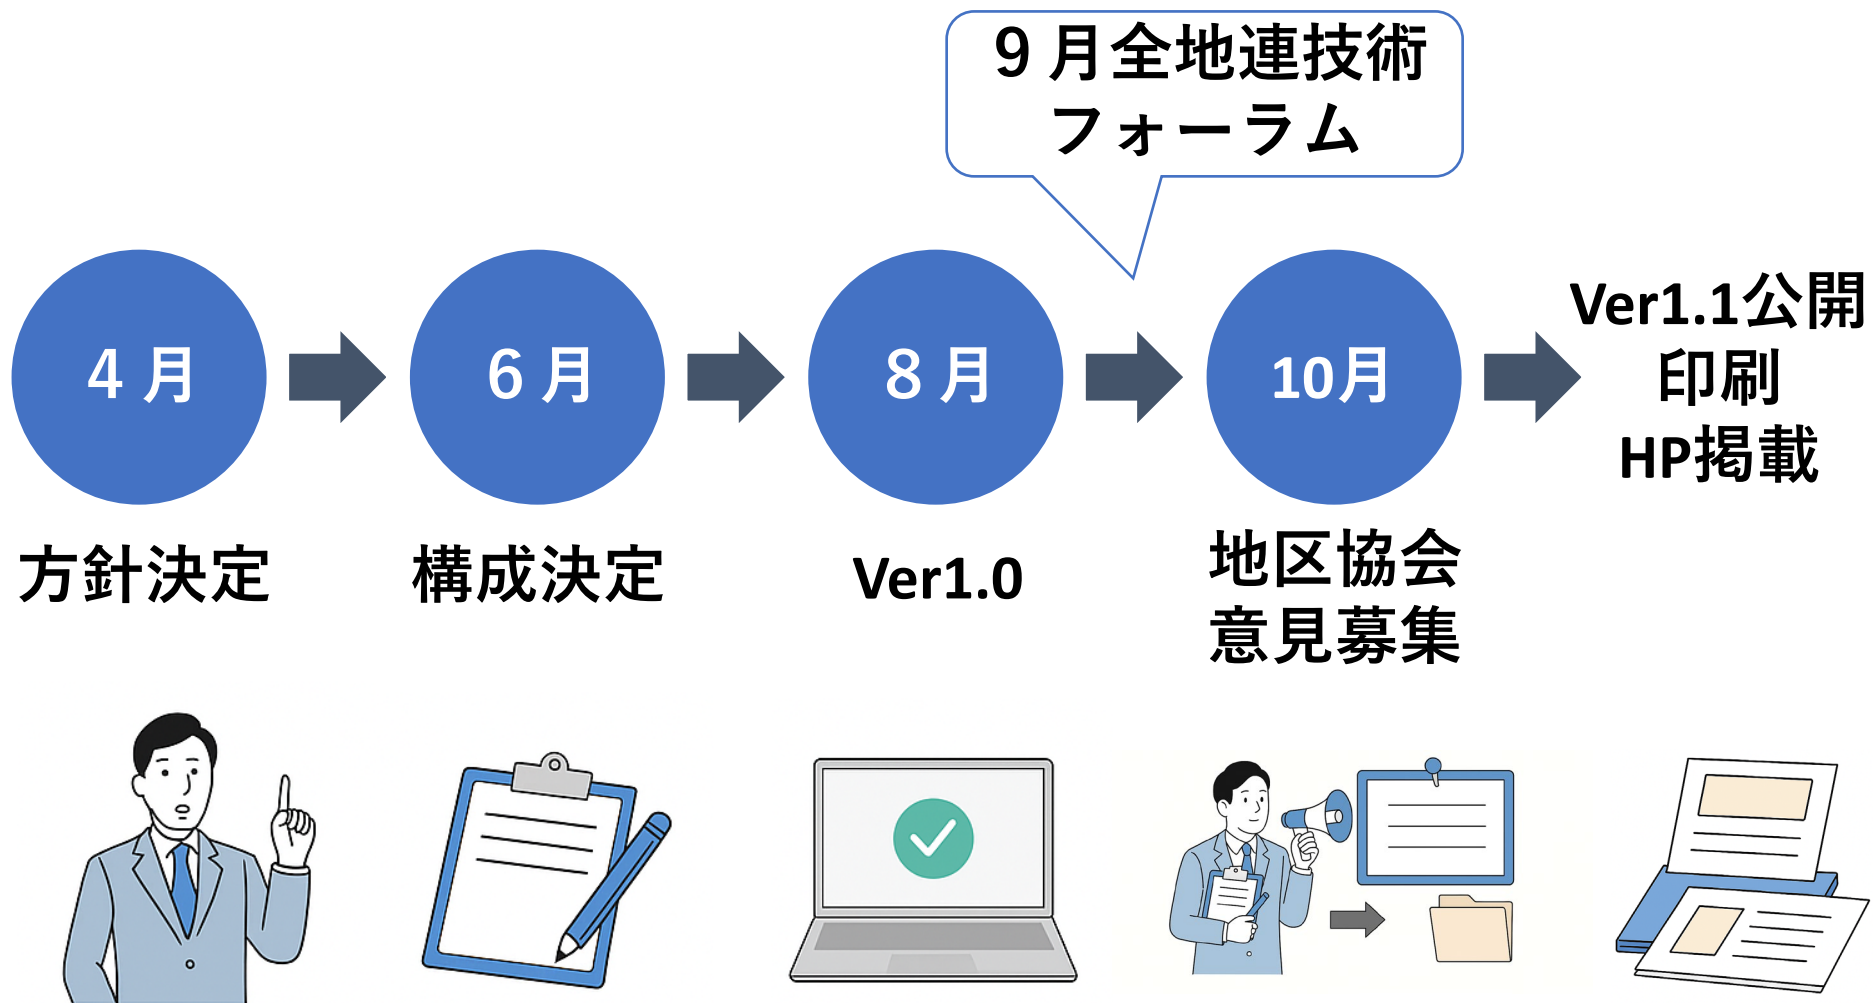 9月全地連技術
フォーラム
4月
6月
8月
10月
方針決定
構成決定
Ver1.0
地区協会
意見募集
Ver1.1公開
印刷
HP掲載